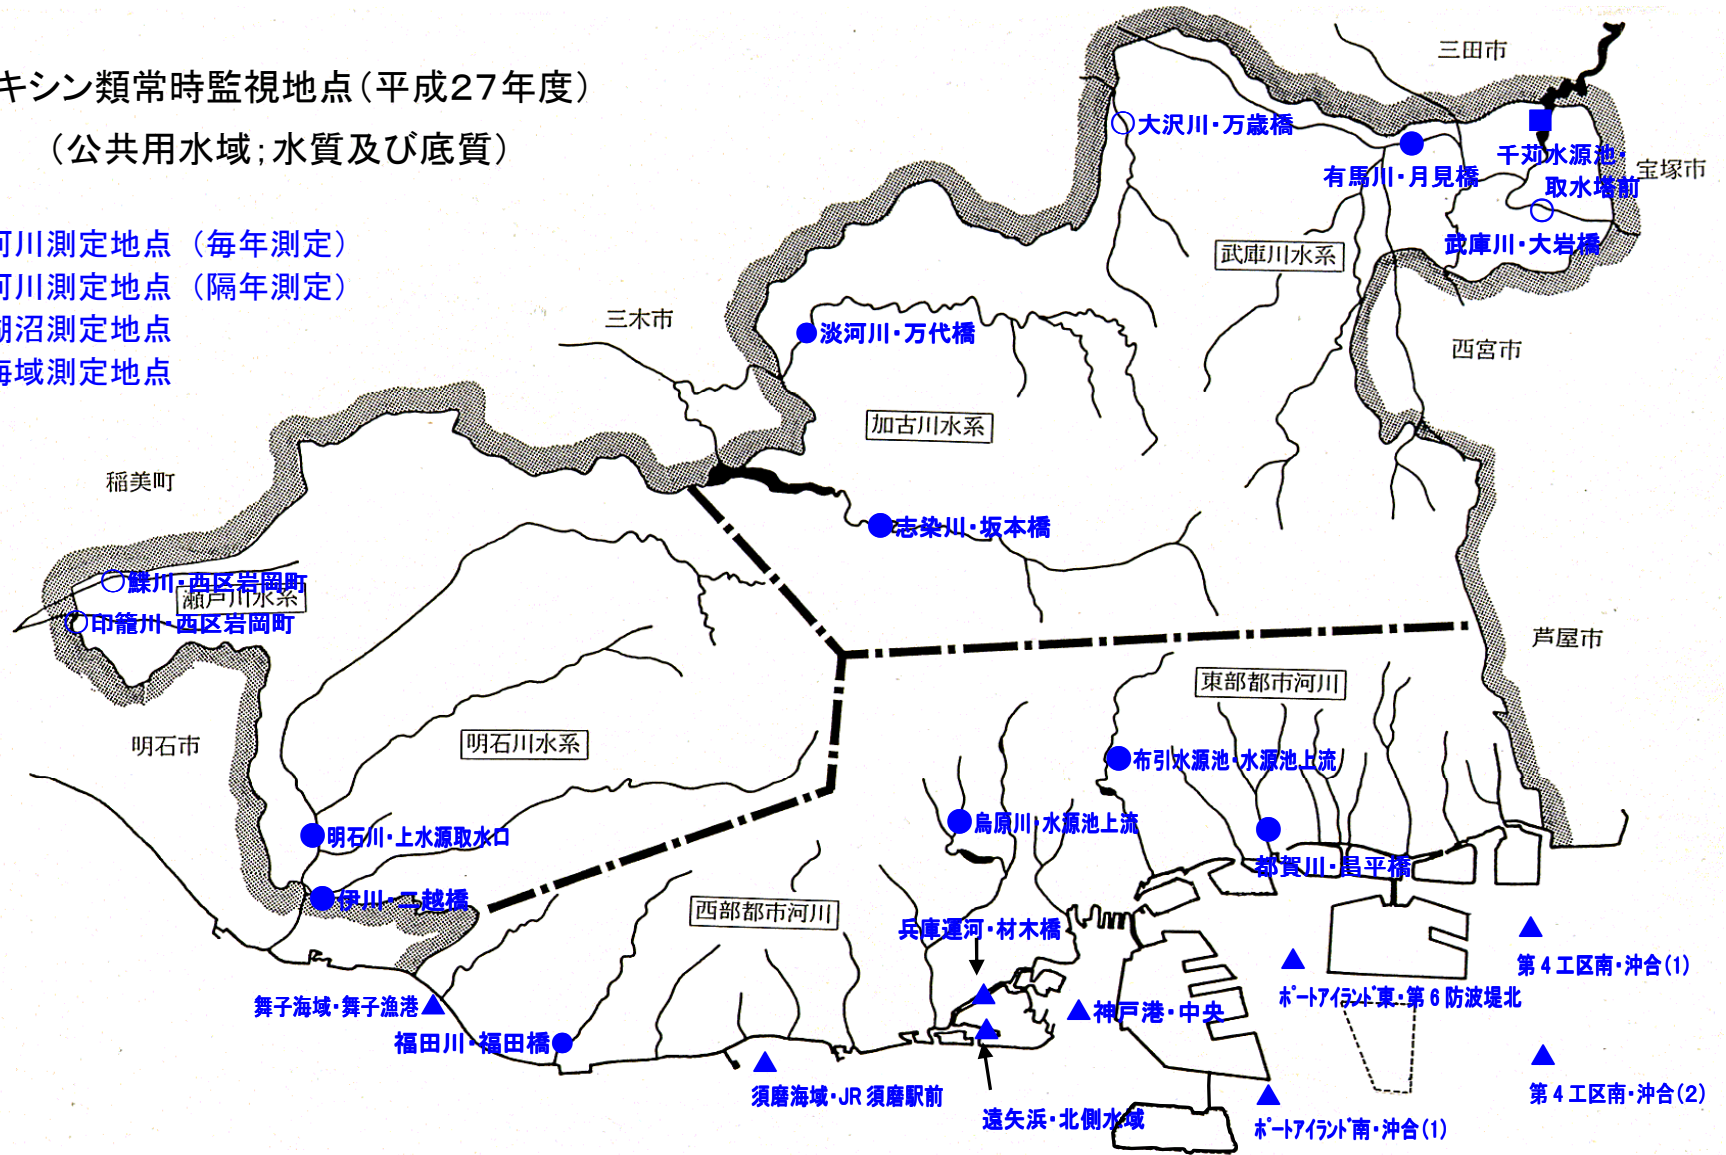 キシン類常時監視地点(平成27年度)
(公共用水域;水質及び底質)
河川測定地点(毎年測定)
河川測定地点(隔年測定)
湖沼測定地点
海域測定地点
三田市
大沢川・万歳橋
有馬川・月見橋
千苅水源池・
取水塔前
宝塚市
武庫川・大岩橋
武庫川水系
三木市
淡河川・万代橋
西宮市
加古川水系
稲美町
志染川・坂本橋
鰈川・西区岩岡町
瀬戸川水系
印籠川・西区岩岡町
芦屋市
東部都市河川
明石市
明石川水系
布引水源池・水源池上流
明石川・上水源取水口
烏原川・水源池上流
都賀川・昌平橋
伊川・二越橋
西部都市河川
兵庫運河・材木橋
第4工区南・沖合(1)
ポートアイランド東・第6防波堤北
舞子海域・舞子漁港
神戸港・中央
福田川・福田橋
須磨海域・JR須磨駅前
遠矢浜・北側水域
ポートアイランド南・沖合(1)
第4工区南・沖合(2)